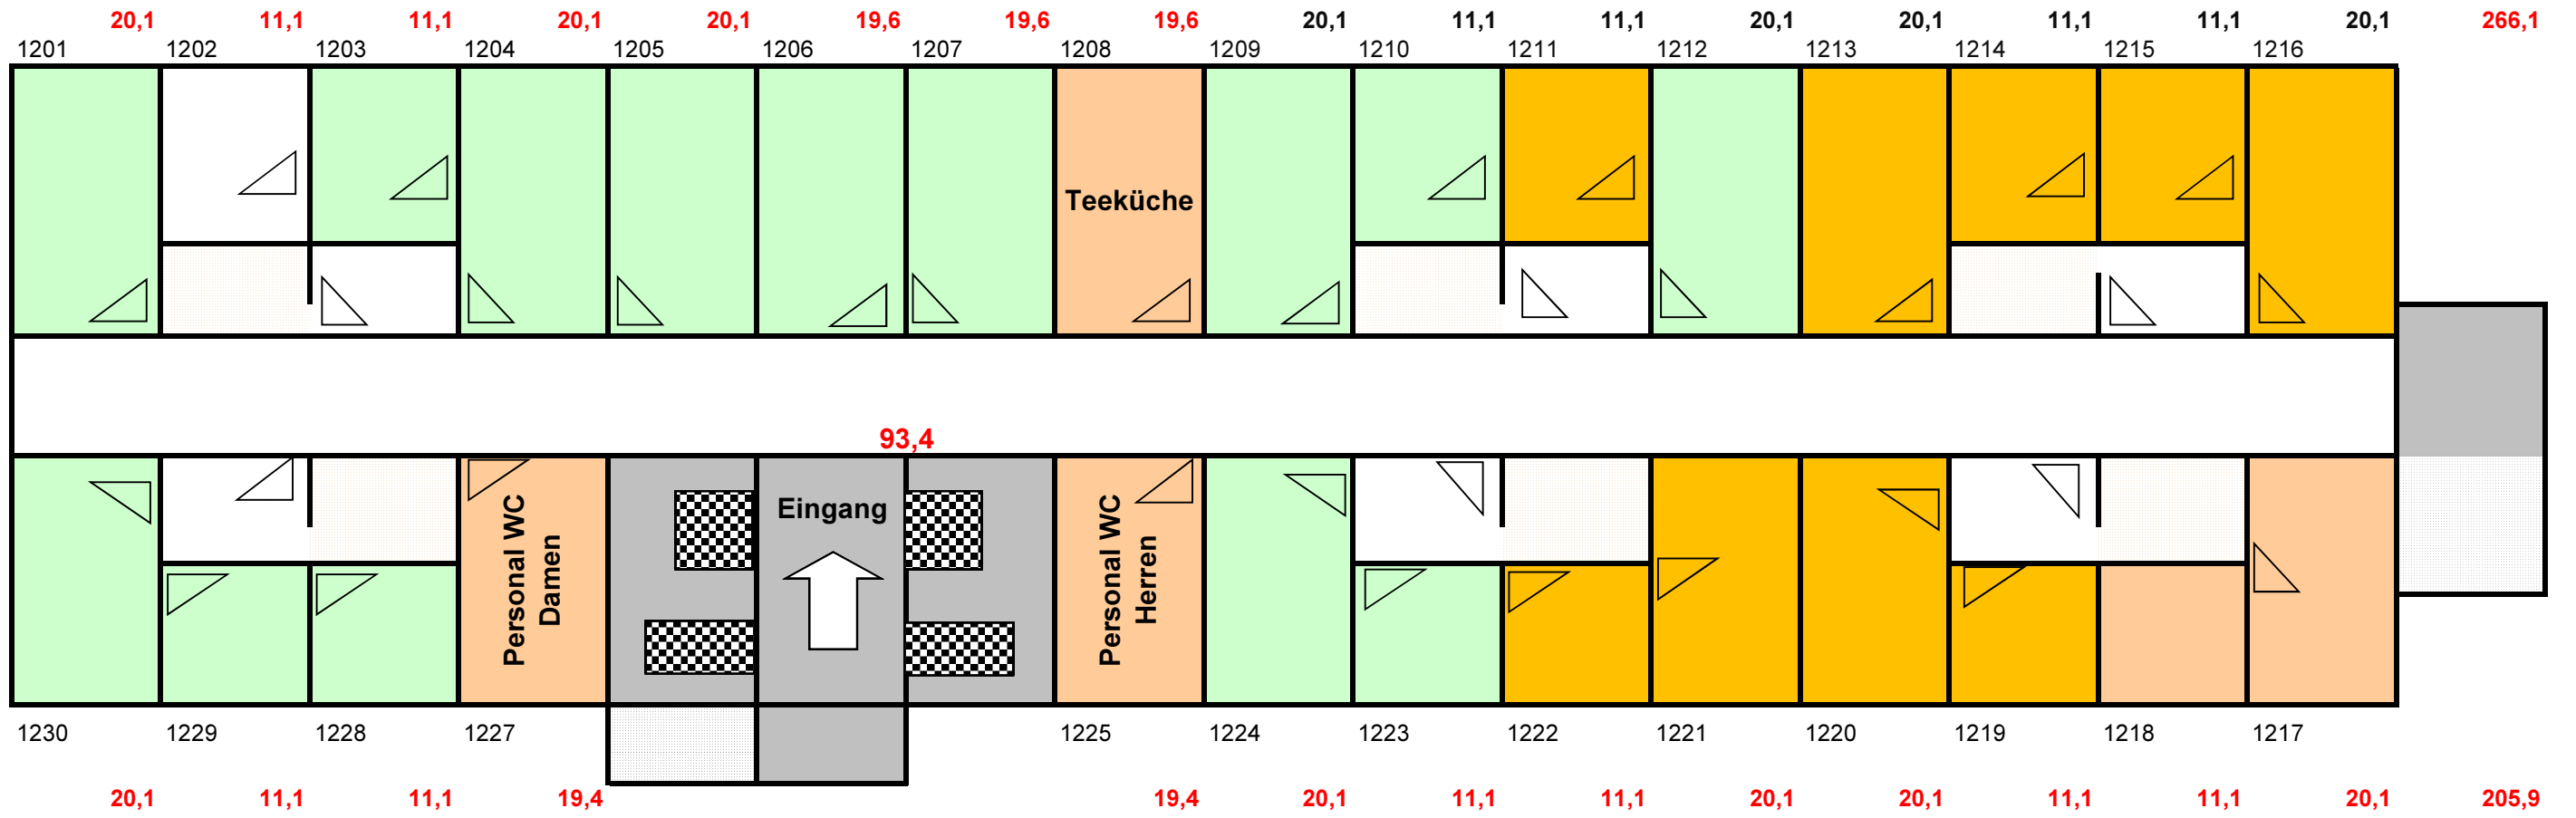 20,1 11,1 11,1 20,1 20,1 19,6 19,6 19,6 20,1 11,1 11,1 20,1 20,1 11,1 11,1 20,1 266,1
1201 1202 1203 1204 1205 1206 1207 1208 1209 1210 1211 1212 1213 1214 1215 1216
Teeküche
93,4
Personal WC
Damen
Eingang
Personal WC
Herren
1230 1229 1228 1227 1225 1224 1223 1222 1221 1220 1219 1218 1217
20,1 11,1 11,1 19,4 19,4 20,1 11,1 11,1 20,1 20,1 11,1 11,1 20,1 205,9